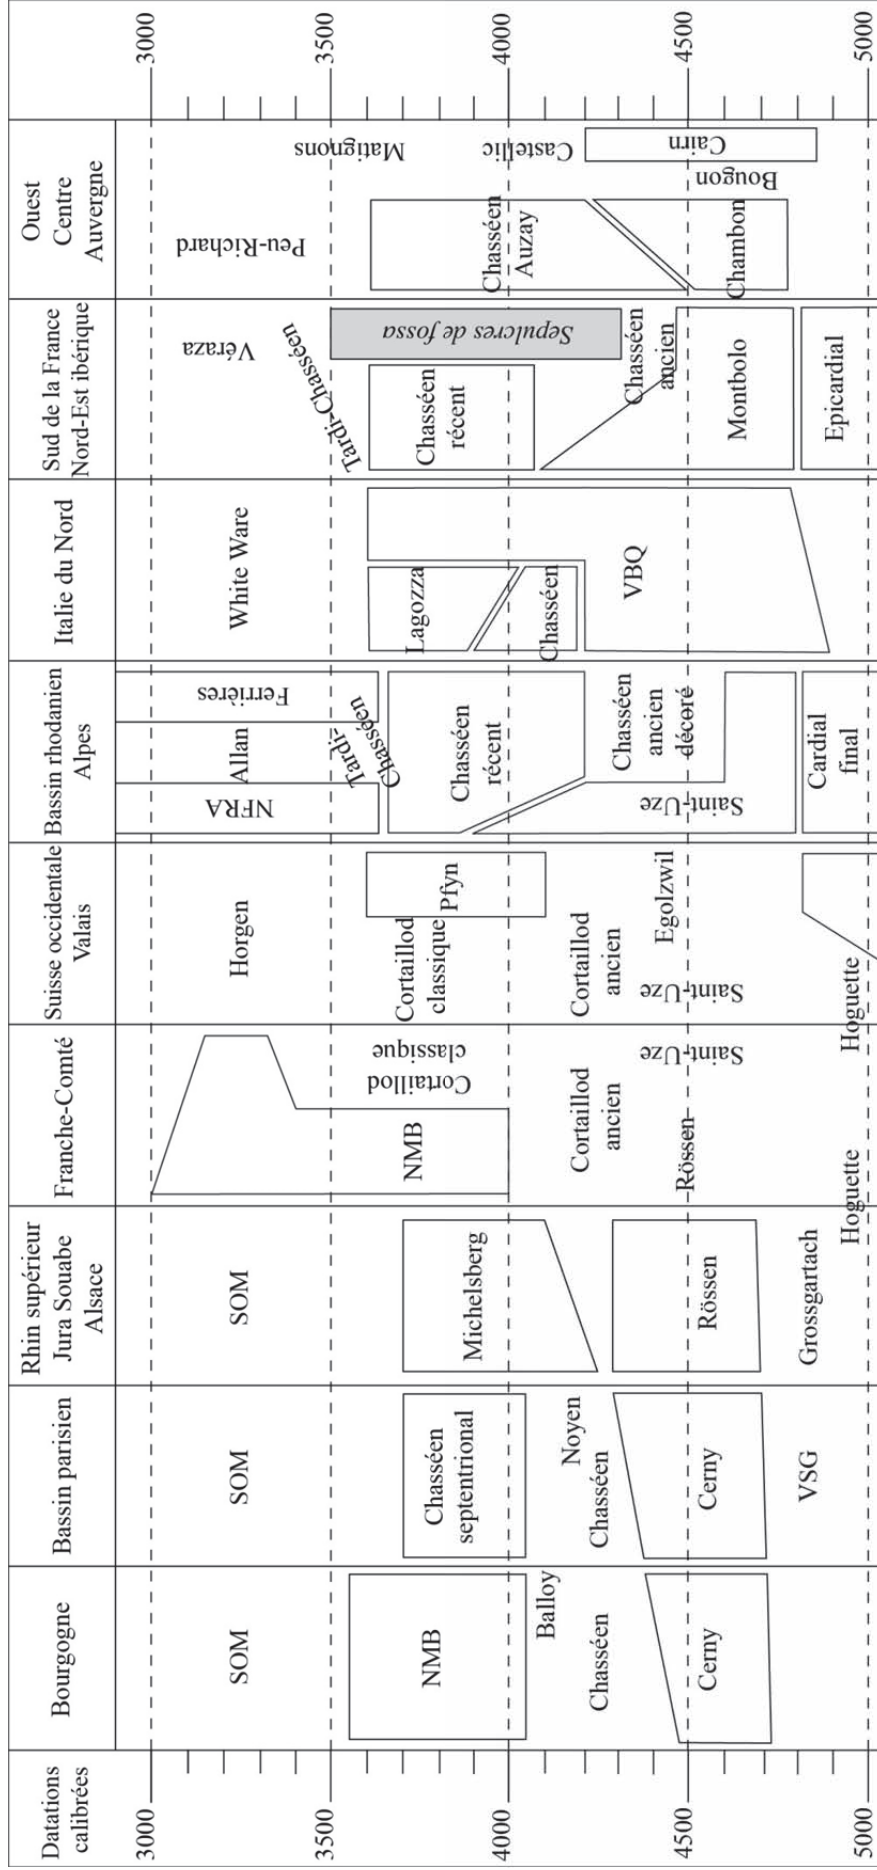 Datations
calibrées
Bourgogne
Bassin parisien
Rhin supérieur
Jura Souabe
Alsace
Franche-Comté
Suisse occidentale
Valais
Bassin rhodanien
Alpes
Italie du Nord
Sud de la France
Nord-Est ibérique
Ouest
Centre
Auvergne
3000
3500
4000
4500
5000
SOM
NMB
Balloy
Chasséen
Cerny
SOM
Chasséen
septentrional
Noyen
Chasséen
Cerny
VSG
SOM
Michelsberg
Rössen
Grossgartach
Hoguette
NMB
Cortaillod
classique
Cortaillod
ancien
Saint-Uze
Rössen
Hoguette
Horgen
Pfyn
Cortaillod
classique
Cortaillod
ancien
Egolzwil
Saint-Uze
NFRA
Allan
Ferrières
Tardi-
Chasséen
Chasséen
récent
Chasséen
ancien
décoré
Saint-Uze
Cardial
final
White Ware
Lagozza
Chasséen
VBQ
Véraza
Tardi-Chasséen
Chasséen
récent
Sepulcres de fossa
Chasséen
ancien
Montbolo
Epicardial
Peu-Richard
Matignons
Chasséen
Auzay
Castellic
Cairn
Bougon
Chambon
3000
3500
4000
4500
5000